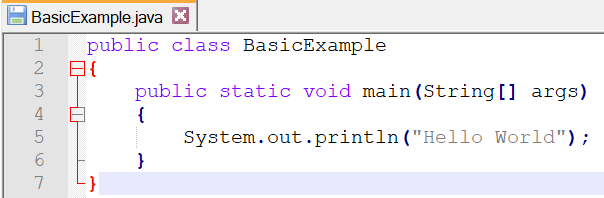 BasicExample.java
1 public class BasicExample
2 {
3     public static void main(String[] args)
4     {
5         System.out.println("Hello World");
6     }
7 }